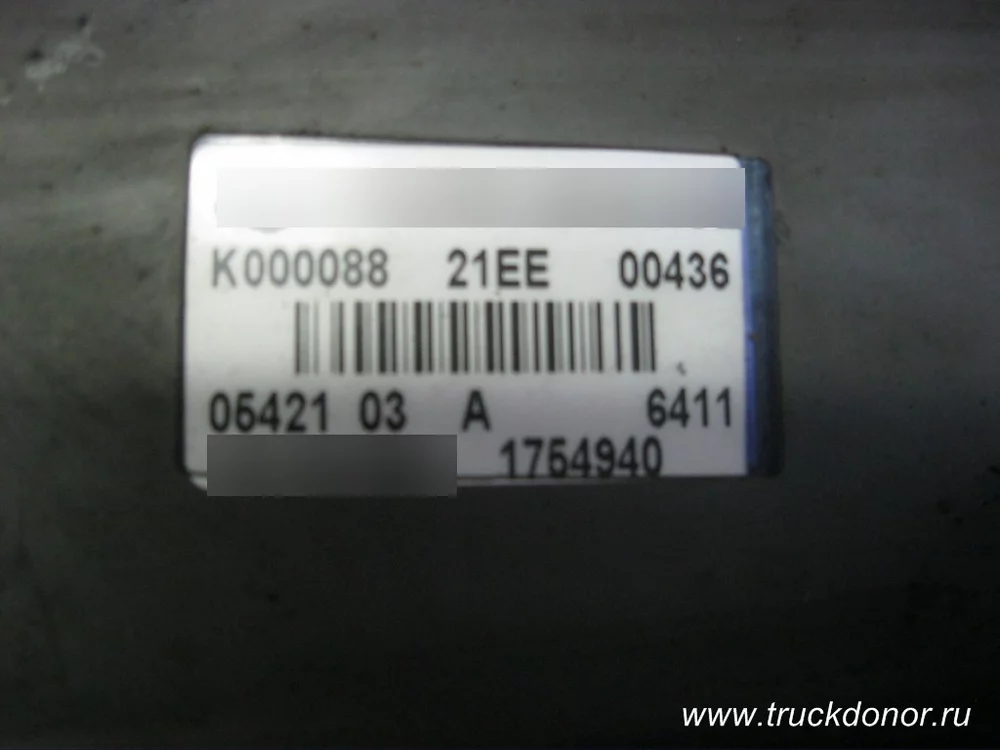 K000088 21EE 00436
05421 03 A 6411
1754940
www.truckdonor.ru